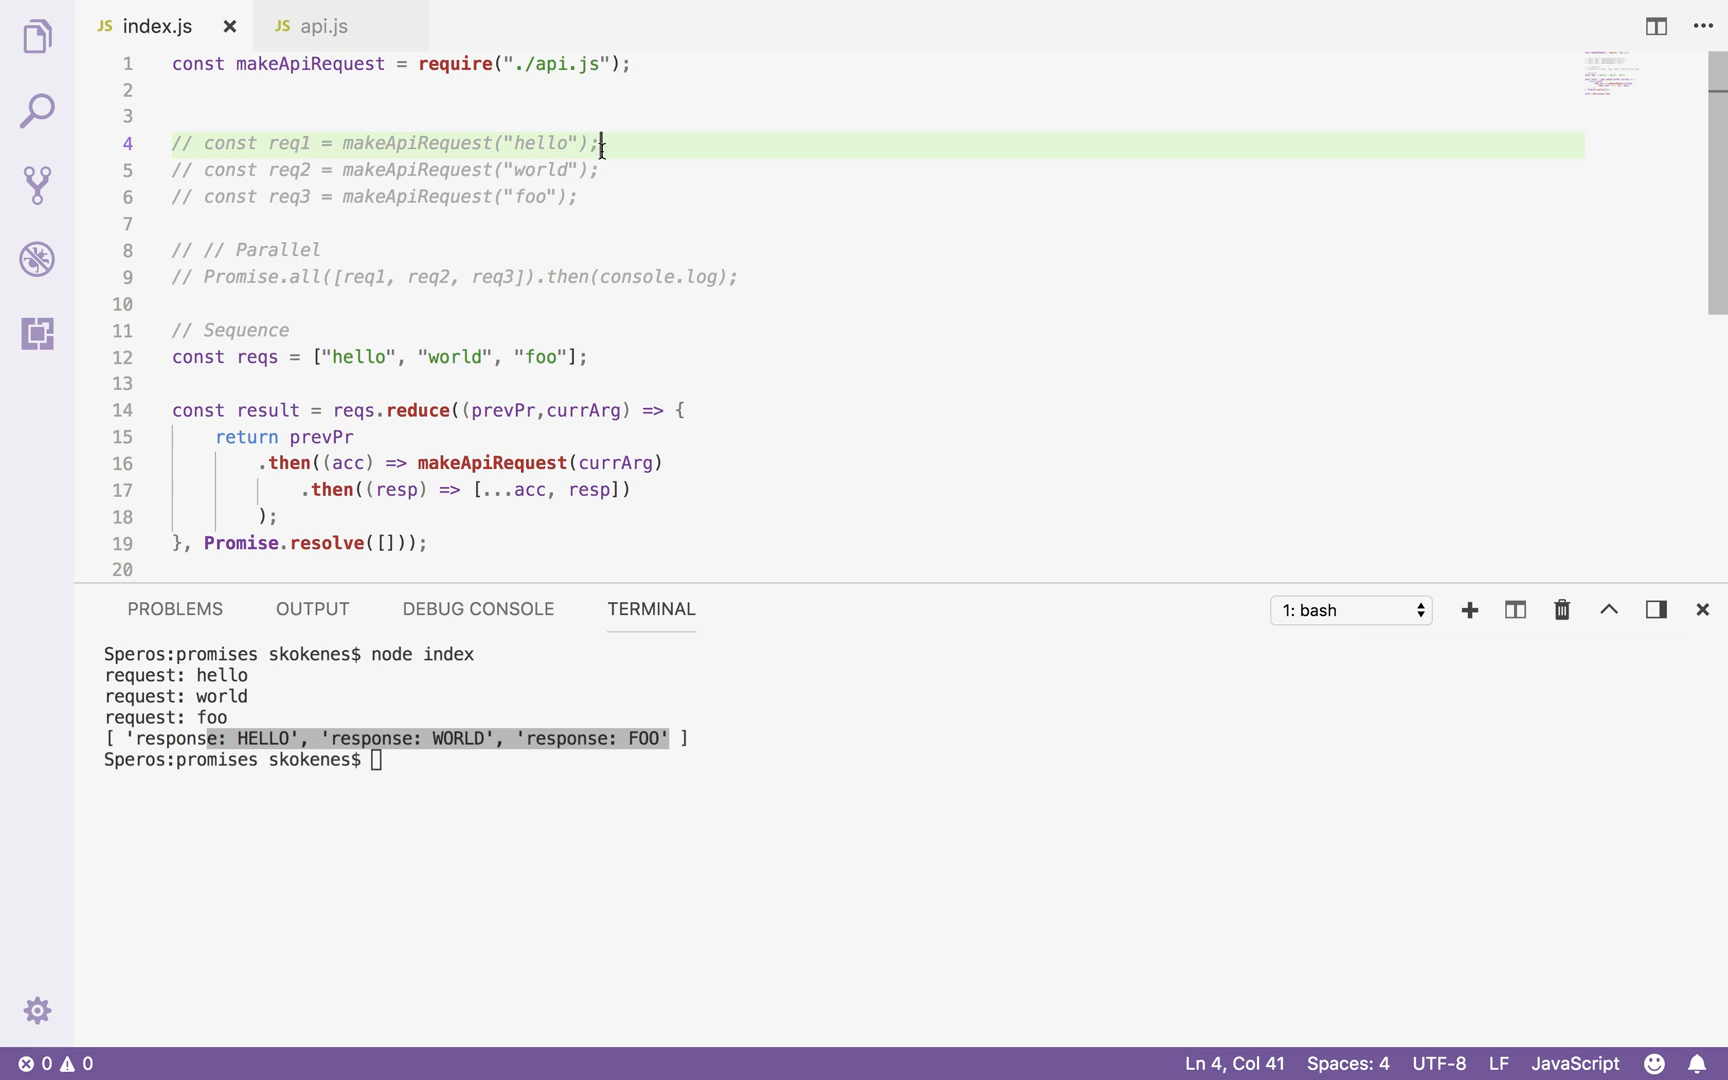 JS index.js
JS api.js
1 const makeApiRequest = require("./api.js");
2
3
4 // const req1 = makeApiRequest("hello");
5 // const req2 = makeApiRequest("world");
6 // const req3 = makeApiRequest("foo");
7
8 // // Parallel
9 // Promise.all([req1, req2, req3]).then(console.log);
10
11 // Sequence
12 const reqs = ["hello", "world", "foo"];
13
14 const result = reqs.reduce((prevPr,currArg) => {
15 return prevPr
16 .then((acc) => makeApiRequest(currArg)
17 .then((resp) => [...acc, resp])
18 );
19 }, Promise.resolve([]));
20
PROBLEMS OUTPUT DEBUG CONSOLE TERMINAL 1: bash
Speros:promises skokenes$ node index
request: hello
request: world
request: foo
[ 'response: HELLO', 'response: WORLD', 'response: FOO' ]
Speros:promises skokenes$
0 0 Ln 4, Col 41 Spaces: 4 UTF-8 LF JavaScript